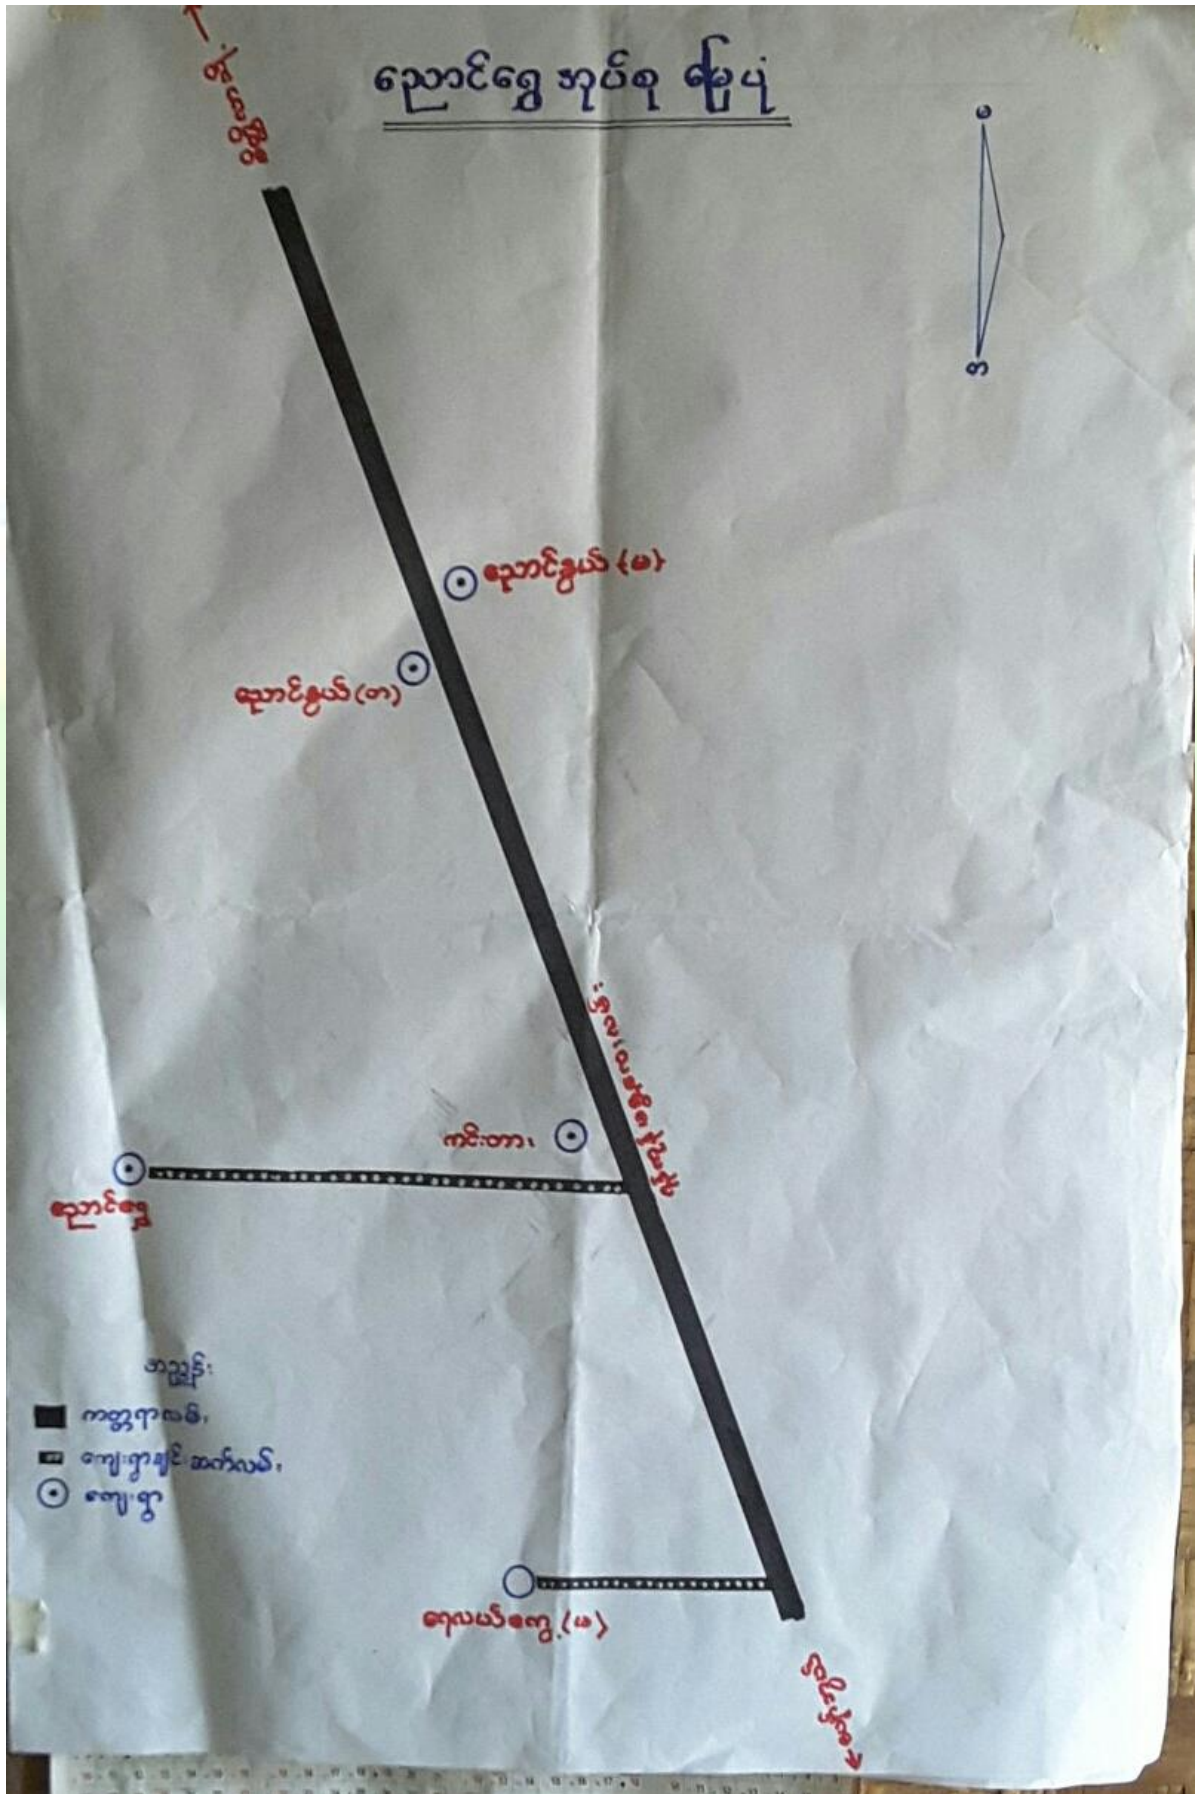 ညောင်ရွှေ အုပ်စု မြေပုံ
မ
တ
ညောင်နွယ် (မ)
ညောင်နွယ် (တ)
ကင်းတား
ညောင်ရွှေ
အညွှန်း
ကတ္တရာလမ်း
ကျေးရွာချင်းဆက်လမ်း
ကျေးရွာ
ရေလယ်ကွေ့ (မ)